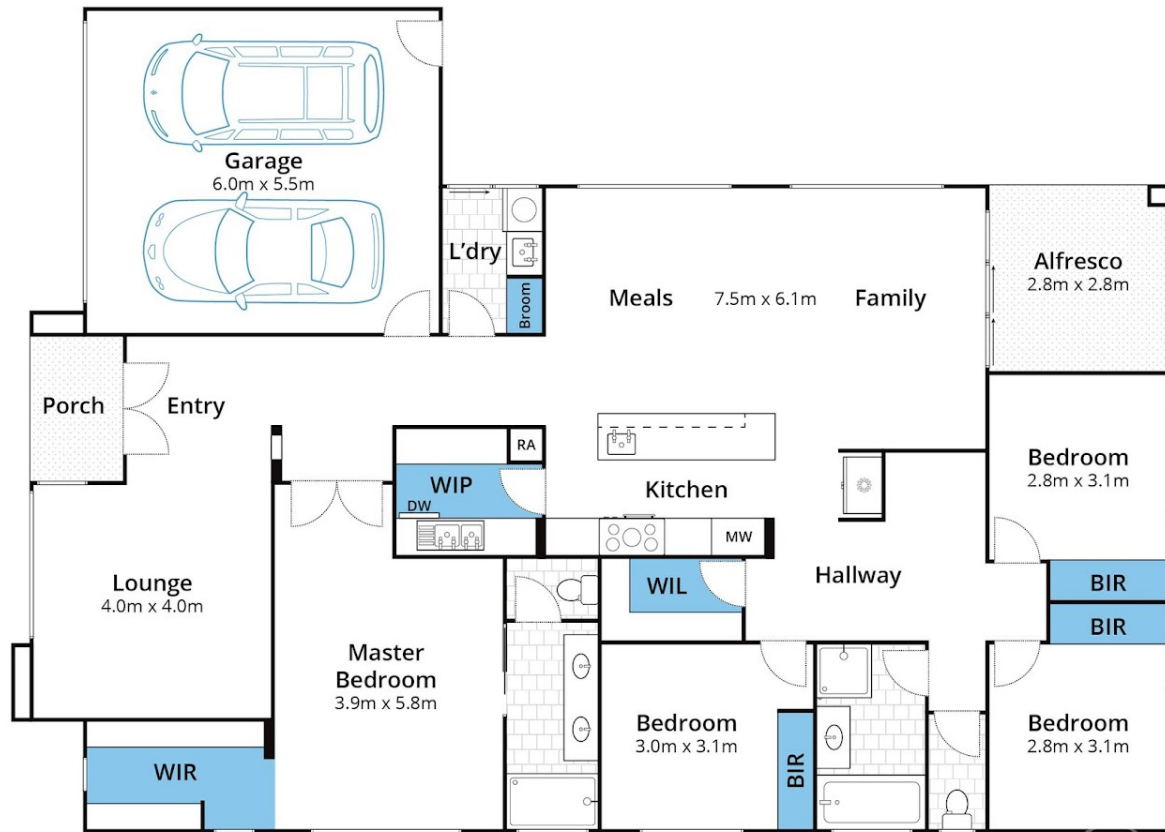 Garage
6.0m x 5.5m
L'dry
Broom
Meals
7.5m x 6.1m
Family
Alfresco
2.8m x 2.8m
Porch
Entry
RA
WIP
DW
Kitchen
MW
Bedroom
2.8m x 3.1m
Lounge
4.0m x 4.0m
WIL
Hallway
BIR
BIR
Master
Bedroom
3.9m x 5.8m
Bedroom
3.0m x 3.1m
BIR
Bedroom
2.8m x 3.1m
WIR